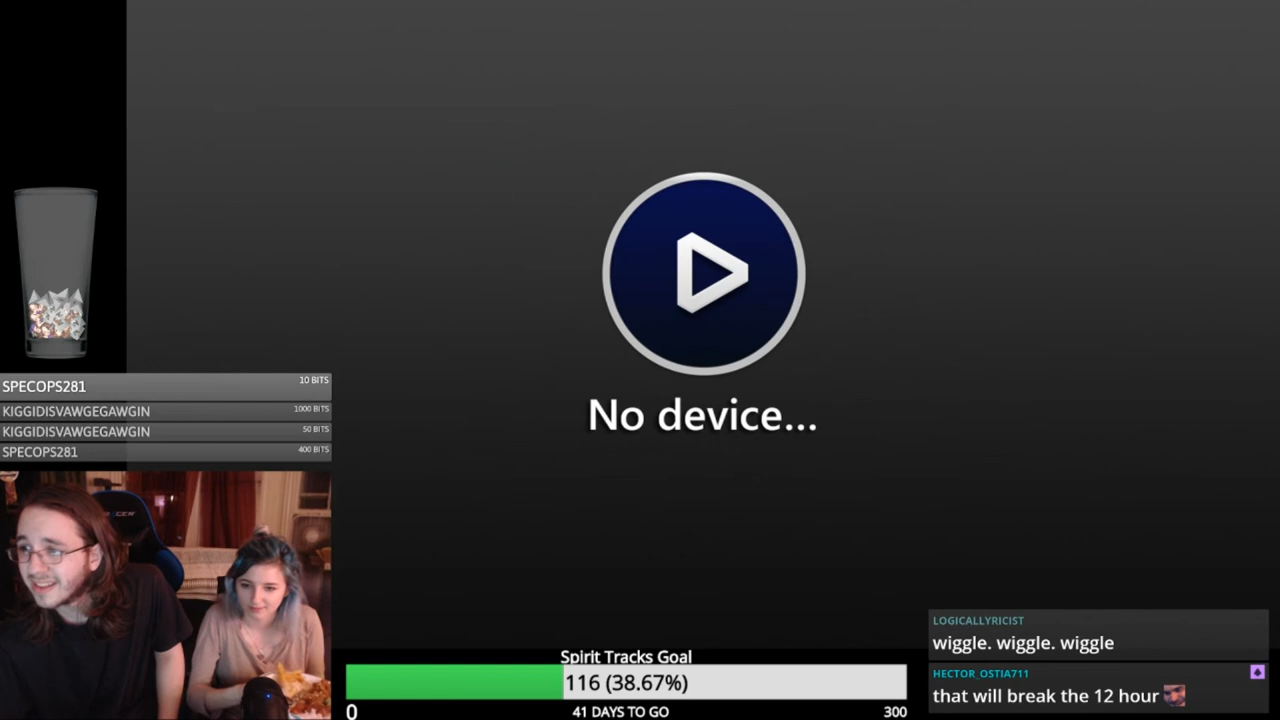 No device...
SPECOPS281 10 BITS
KIGGIDISVAWGEGAWGIN 1000 BITS
KIGGIDISVAWGEGAWGIN 50 BITS
SPECOPS281 400 BITS
Spirit Tracks Goal
116 (38.67%)
0 41 DAYS TO GO 300
LOGICALLYRICIST
wiggle. wiggle. wiggle
HECTOR_OSTIA711
that will break the 12 hour